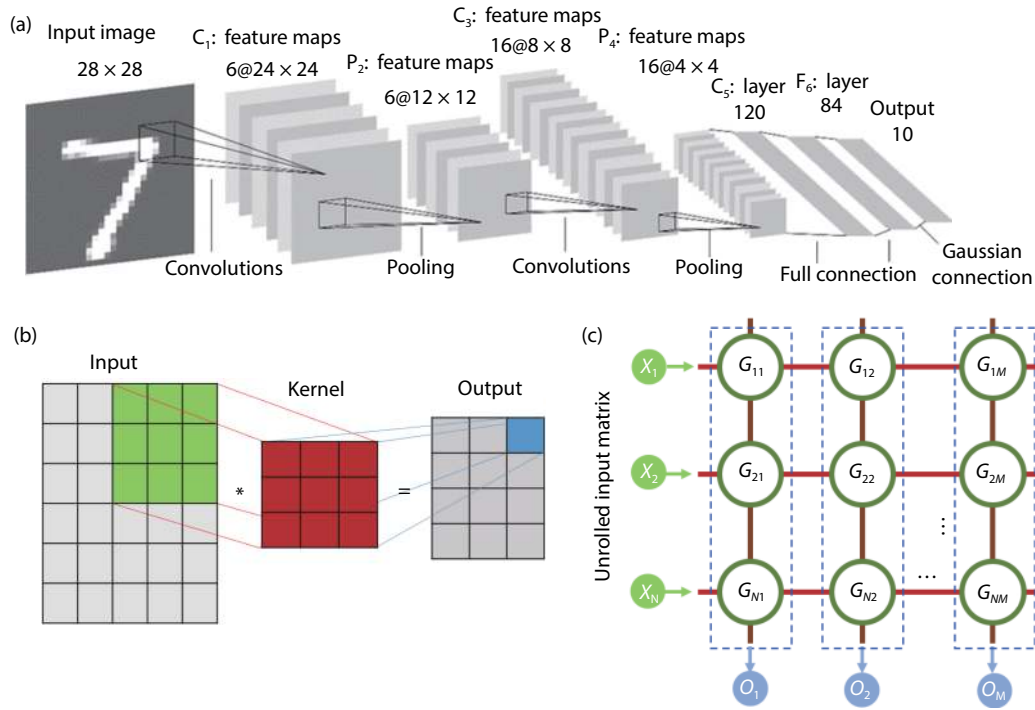 (a)
Input image
28 × 28
C1: feature maps
6@24 × 24
P2: feature maps
6@12 × 12
C3: feature maps
16@8 × 8
P4: feature maps
16@4 × 4
C5: layer
120
F6: layer
84
Output
10
Convolutions
Pooling
Convolutions
Pooling
Full connection
Gaussian
connection
(b)
Input
Kernel
Output
*
=
(c)
Unrolled input matrix
X1
G11
G12
G1M
X2
G21
G22
G2M
⋮
...
XN
GN1
GN2
GNM
O1
O2
OM